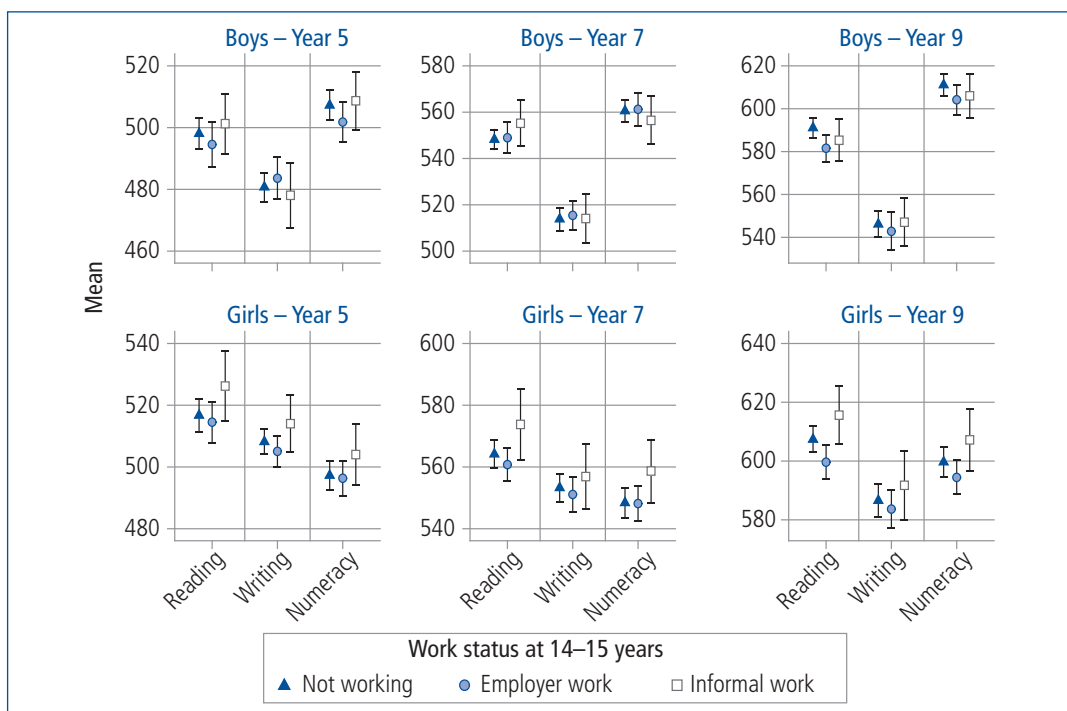 Boys – Year 5
Boys – Year 7
Boys – Year 9
520
500
480
460
580
560
540
520
500
620
600
580
560
540
Mean
Girls – Year 5
Girls – Year 7
Girls – Year 9
540
520
500
480
600
580
560
540
640
620
600
580
Reading
Writing
Numeracy
Reading
Writing
Numeracy
Reading
Writing
Numeracy
Work status at 14–15 years
Not working
Employer work
Informal work